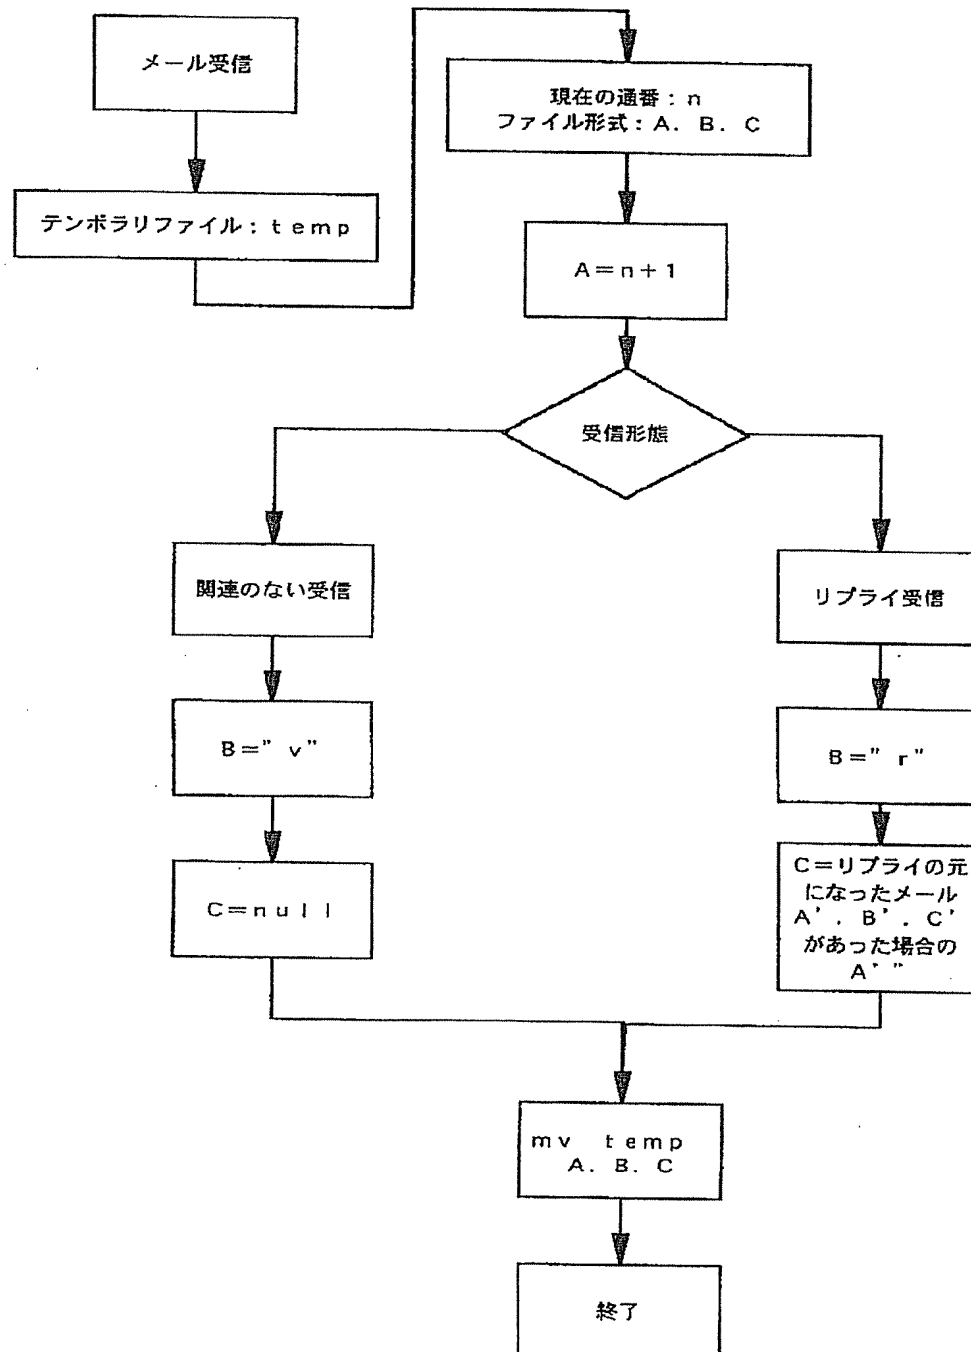 メール受信
テンポラリファイル：ｔｅｍｐ
現在の通番：ｎ
ファイル形式：Ａ．Ｂ．Ｃ
Ａ＝ｎ＋１
受信形態
関連のない受信
リプライ受信
Ｂ＝”ｖ”
Ｂ＝”ｒ”
Ｃ＝ｎｕｌｌ
Ｃ＝リプライの元
になったメール
Ａ’．Ｂ’．Ｃ’
があった場合の
Ａ’”
ｍｖ　ｔｅｍｐ
Ａ．Ｂ．Ｃ
終了